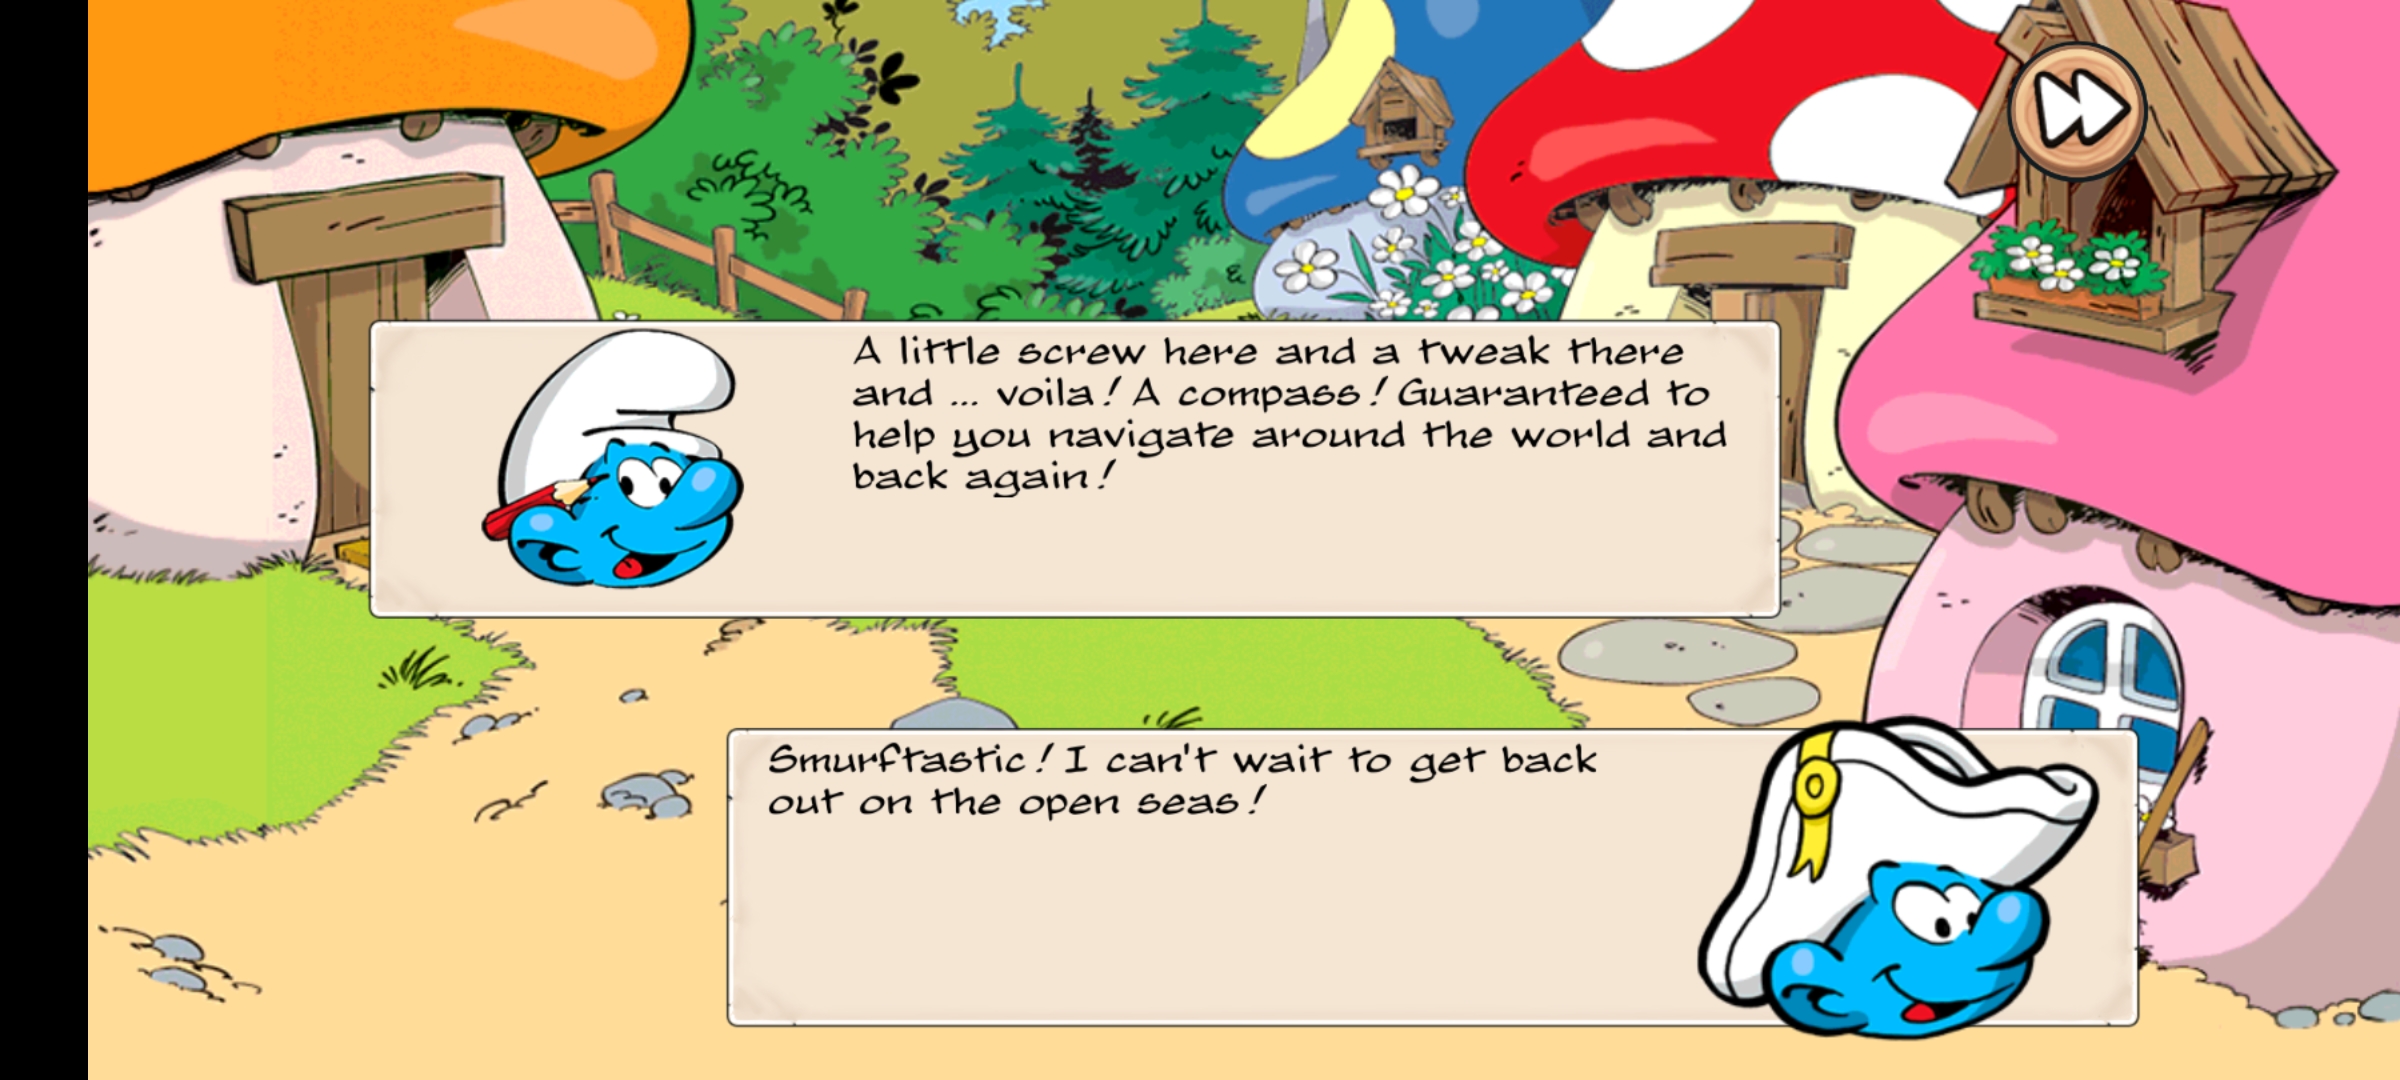 A little screw here and a tweak there
and ... voila! A compass! Guaranteed to
help you navigate around the world and
back again!
Smurftastic! I can't wait to get back
out on the open seas!